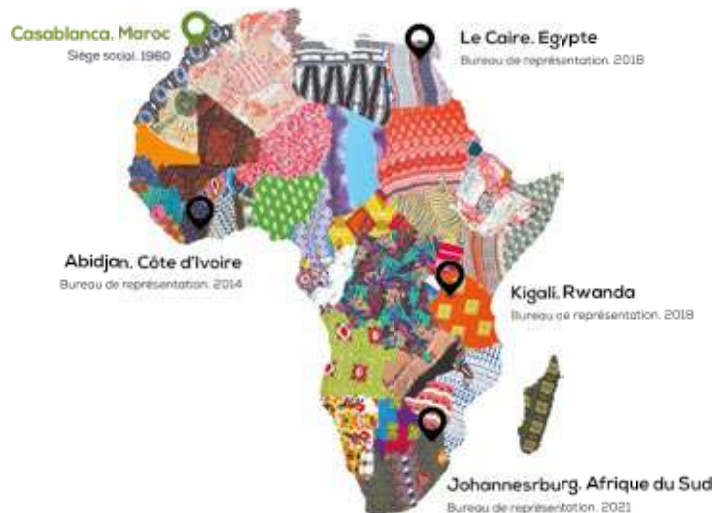 Casablanca. Maroc
Siège social. 1960
Le Caire. Egypte
Bureau de représentation. 2018
Abidjan. Côte d'Ivoire
Bureau de représentation. 2014
Kigali. Rwanda
Bureau de représentation. 2018
Johannesrburg. Afrique du Sud
Bureau de représentation. 2021